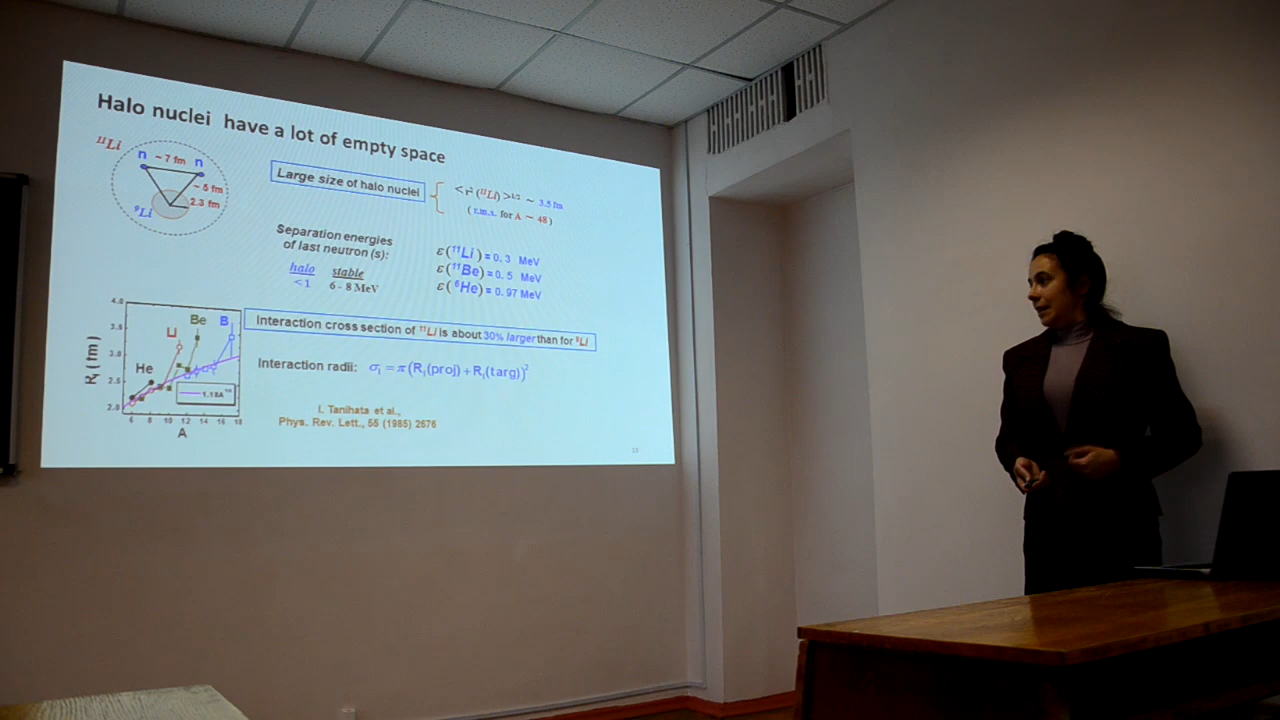 Halo nuclei have a lot of empty space
¹¹Li
n ~ 7 fm n
~ 5 fm
2.3 fm
⁹Li
Large size of halo nuclei
<r² (¹¹Li) >¹/² ~ 3.5 fm
( r.m.s. for A ~ 48)
Separation energies
of last neutron (s):
halo stable
< 1 6 - 8 MeV
ε(¹¹Li) = 0. 3 MeV
ε(¹¹Be) = 0. 5 MeV
ε(⁶He) = 0. 97 MeV
Interaction cross section of ¹¹Li is about 30% larger than for ⁹Li
Interaction radii: σᵢ = π(Rᵢ(proj) + Rᵢ(targ))²
I. Tanihata et al.,
Phys. Rev. Lett., 55 (1985) 2676
4.0
3.5
3.0
2.5
2.0
Rᵢ (fm)
He
Li
Be
B
1.18A¹/³
6 8 10 12 14 16 18
A